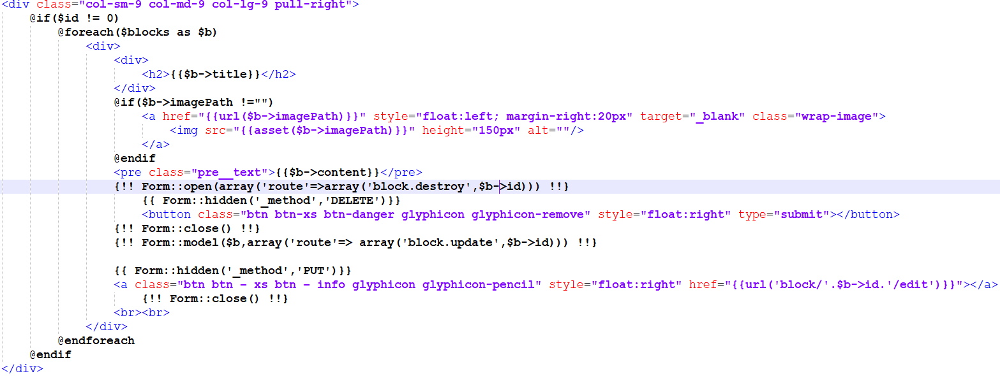 <div class="col-sm-9 col-md-9 col-lg-9 pull-right">
@if($id != 0)
@foreach($blocks as $b)
<div>
<div>
<h2>{{$b->title}}</h2>
</div>
@if($b->imagePath !="")
<a href="{{url($b->imagePath)}}" style="float:left; margin-right:20px" target="_blank" class="wrap-image">
<img src="{{asset($b->imagePath)}}" height="150px" alt=""/>
</a>
@endif
<pre class="pre__text">{{$b->content}}</pre>
{!! Form::open(array('route'=>array('block.destroy',$b->id))) !!}
{{ Form::hidden('_method','DELETE')}}
<button class="btn btn-xs btn-danger glyphicon glyphicon-remove" style="float:right" type="submit"></button>
{!! Form::close() !!}
{!! Form::model($b,array('route'=> array('block.update',$b->id))) !!}
{{ Form::hidden('_method','PUT')}}
<a class="btn btn – xs btn – info glyphicon glyphicon-pencil" style="float:right" href="{{url('block/'.$b->id.'/edit')}}"></a>
{!! Form::close() !!}
<br><br>
</div>
@endforeach
@endif
</div>